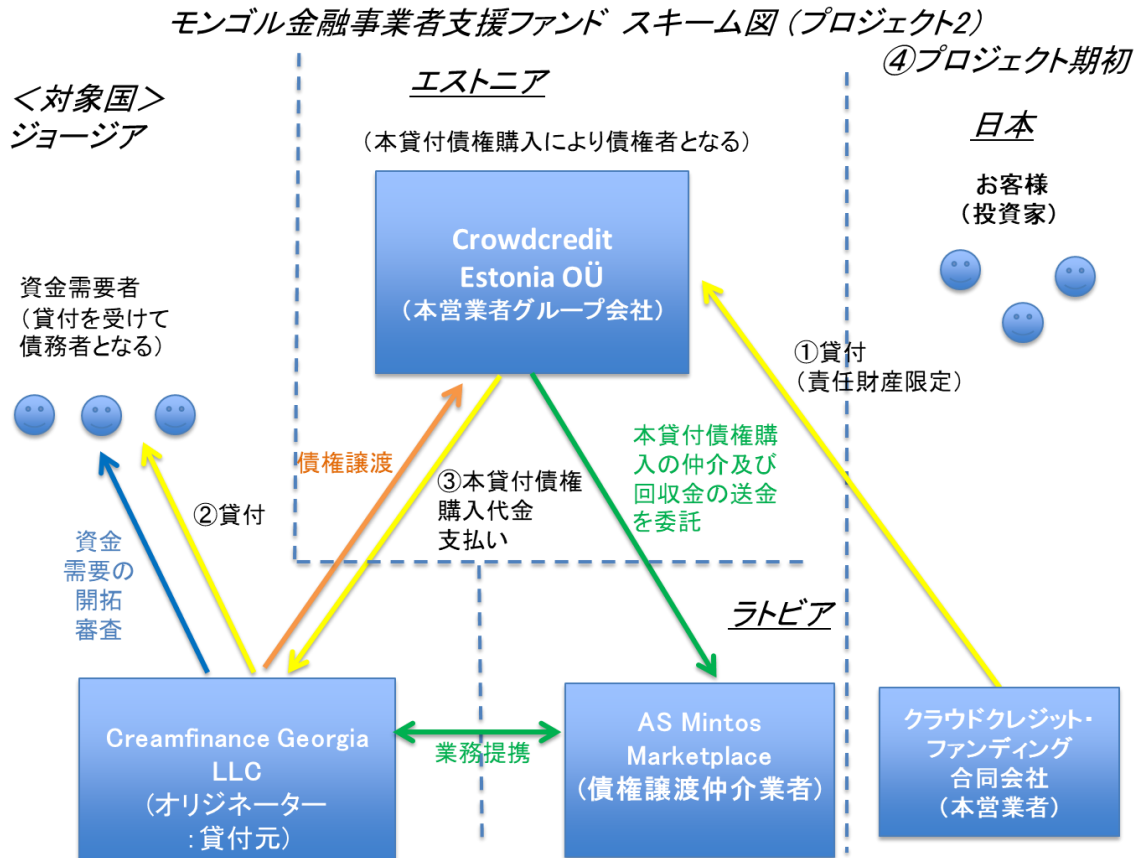 モンゴル金融事業者支援ファンド スキーム図 (プロジェクト2)
④プロジェクト期初
＜対象国＞
ジョージア
エストニア
日本
(本貸付債権購入により債権者となる)
お客様
(投資家)
Crowdcredit
Estonia OÜ
(本営業者グループ会社)
資金需要者
(貸付を受けて
債務者となる)
①貸付
(責任財産限定)
債権譲渡
③本貸付債権
購入代金
支払い
本貸付債権購
入の仲介及び
回収金の送金
を委託
②貸付
資金
需要の
開拓
審査
ラトビア
Creamfinance Georgia
LLC
(オリジネーター
:貸付元)
業務提携
AS Mintos
Marketplace
(債権譲渡仲介業者)
クラウドクレジット・
ファンディング
合同会社
(本営業者)